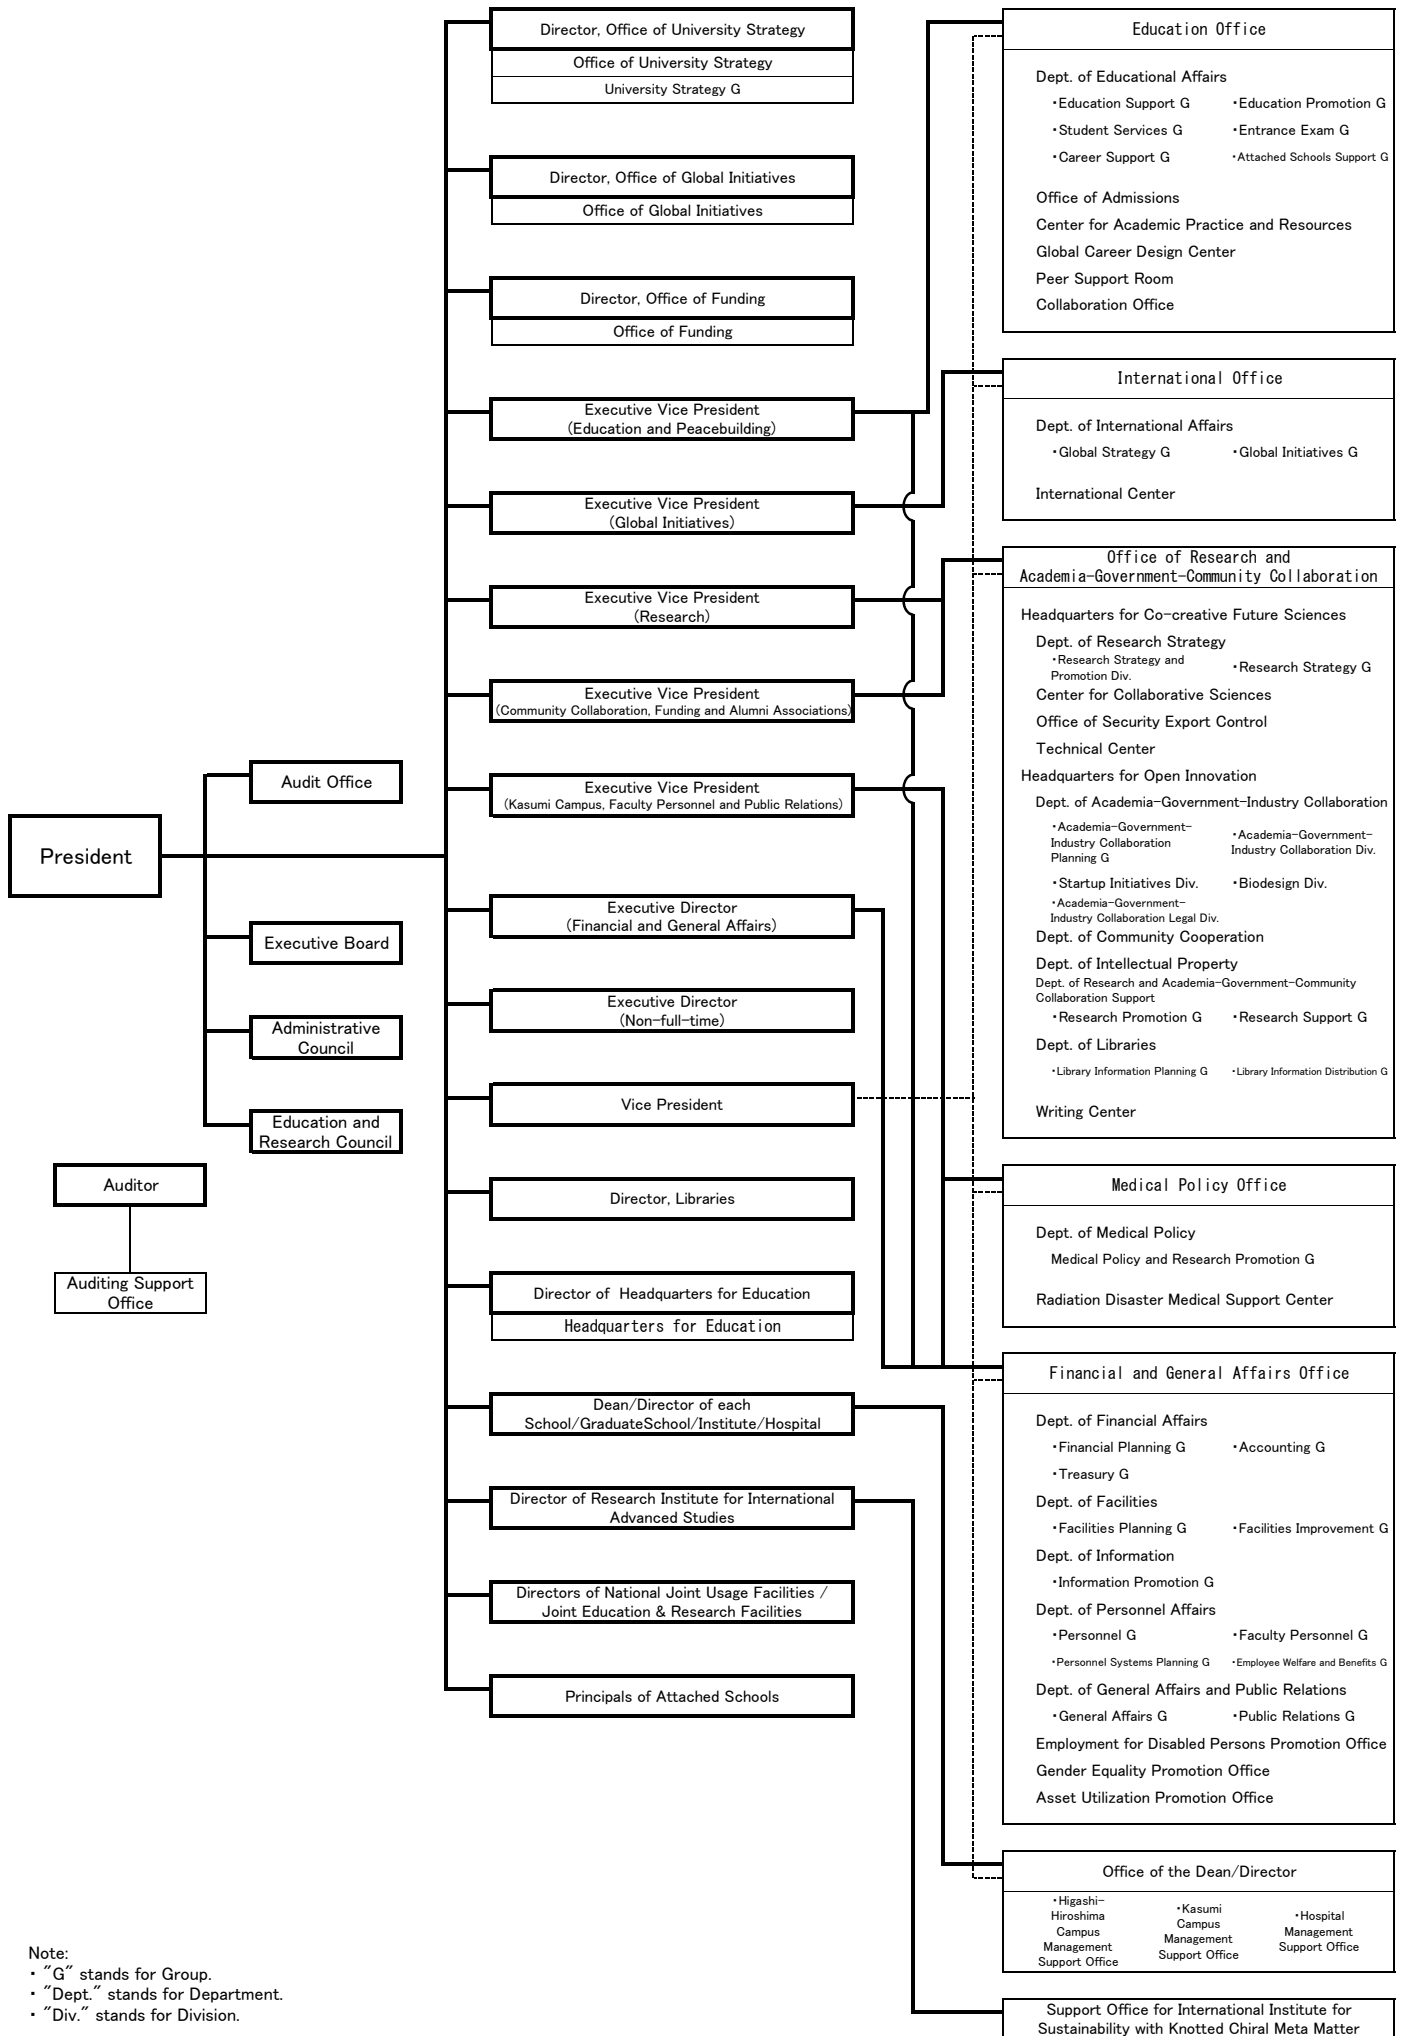 President
Audit Office
Executive Board
Administrative
Council
Education and
Research Council
Auditor
Auditing Support
Office
Director, Office of University Strategy
Office of University Strategy
University Strategy G
Director, Office of Global Initiatives
Office of Global Initiatives
Director, Office of Funding
Office of Funding
Executive Vice President
(Education and Peacebuilding)
Executive Vice President
(Global Initiatives)
Executive Vice President
(Research)
Executive Vice President
(Community Collaboration, Funding and Alumni Associations)
Executive Vice President
(Kasumi Campus, Faculty Personnel and Public Relations)
Executive Director
(Financial and General Affairs)
Executive Director
(Non-full-time)
Vice President
Director, Libraries
Director of Headquarters for Education
Headquarters for Education
Dean/Director of each
School/GraduateSchool/Institute/Hospital
Director of Research Institute for International
Advanced Studies
Directors of National Joint Usage Facilities /
Joint Education & Research Facilities
Principals of Attached Schools
Education Office
Dept. of Educational Affairs
・Education Support G ・Education Promotion G
・Student Services G ・Entrance Exam G
・Career Support G ・Attached Schools Support G
Office of Admissions
Center for Academic Practice and Resources
Global Career Design Center
Peer Support Room
Collaboration Office
International Office
Dept. of International Affairs
・Global Strategy G ・Global Initiatives G
International Center
Office of Research and
Academia-Government-Community Collaboration
Headquarters for Co-creative Future Sciences
Dept. of Research Strategy
・Research Strategy and
Promotion Div.
・Research Strategy G
Center for Collaborative Sciences
Office of Security Export Control
Technical Center
Headquarters for Open Innovation
Dept. of Academia-Government-Industry Collaboration
・Academia-Government-
Industry Collaboration
Planning G
・Academia-Government-
Industry Collaboration Div.
・Startup Initiatives Div. ・Biodesign Div.
・Academia-Government-
Industry Collaboration Legal Div.
Dept. of Community Cooperation
Dept. of Intellectual Property
Dept. of Research and Academia-Government-Community
Collaboration Support
・Research Promotion G ・Research Support G
Dept. of Libraries
・Library Information Planning G ・Library Information Distribution G
Writing Center
Medical Policy Office
Dept. of Medical Policy
Medical Policy and Research Promotion G
Radiation Disaster Medical Support Center
Financial and General Affairs Office
Dept. of Financial Affairs
・Financial Planning G ・Accounting G
・Treasury G
Dept. of Facilities
・Facilities Planning G ・Facilities Improvement G
Dept. of Information
・Information Promotion G
Dept. of Personnel Affairs
・Personnel G ・Faculty Personnel G
・Personnel Systems Planning G ・Employee Welfare and Benefits G
Dept. of General Affairs and Public Relations
・General Affairs G ・Public Relations G
Employment for Disabled Persons Promotion Office
Gender Equality Promotion Office
Asset Utilization Promotion Office
Office of the Dean/Director
・Higashi-
Hiroshima
Campus
Management
Support Office
・Kasumi
Campus
Management
Support Office
・Hospital
Management
Support Office
Support Office for International Institute for
Sustainability with Knotted Chiral Meta Matter
Note:
・ "G" stands for Group.
・ "Dept." stands for Department.
・ "Div." stands for Division.